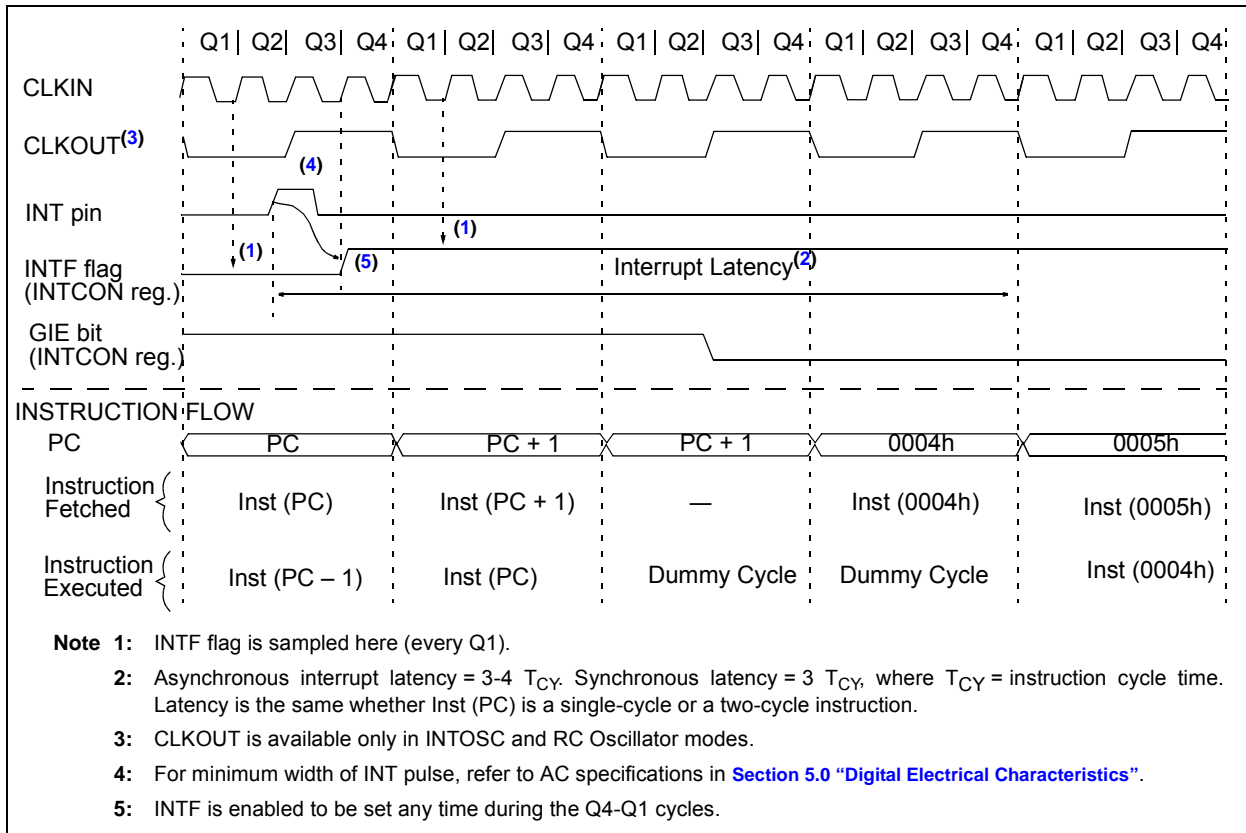 Q1| Q2| Q3| Q4 Q1| Q2| Q3| Q4 Q1| Q2| Q3| Q4 Q1| Q2| Q3| Q4 Q1| Q2| Q3| Q4
CLKIN
CLKOUT(3)
(4)
INT pin
(1)
(1)
(5)
INTF flag
(INTCON reg.)
Interrupt Latency(2)
GIE bit
(INTCON reg.)
INSTRUCTION FLOW
PC PC PC + 1 PC + 1 0004h 0005h
Instruction
Fetched
Inst (PC) Inst (PC + 1) — Inst (0004h) Inst (0005h)
Instruction
Executed
Inst (PC – 1) Inst (PC) Dummy Cycle Dummy Cycle Inst (0004h)
Note 1: INTF flag is sampled here (every Q1).
2: Asynchronous interrupt latency = 3-4 TCY. Synchronous latency = 3 TCY, where TCY = instruction cycle time.
Latency is the same whether Inst (PC) is a single-cycle or a two-cycle instruction.
3: CLKOUT is available only in INTOSC and RC Oscillator modes.
4: For minimum width of INT pulse, refer to AC specifications in Section 5.0 “Digital Electrical Characteristics”.
5: INTF is enabled to be set any time during the Q4-Q1 cycles.